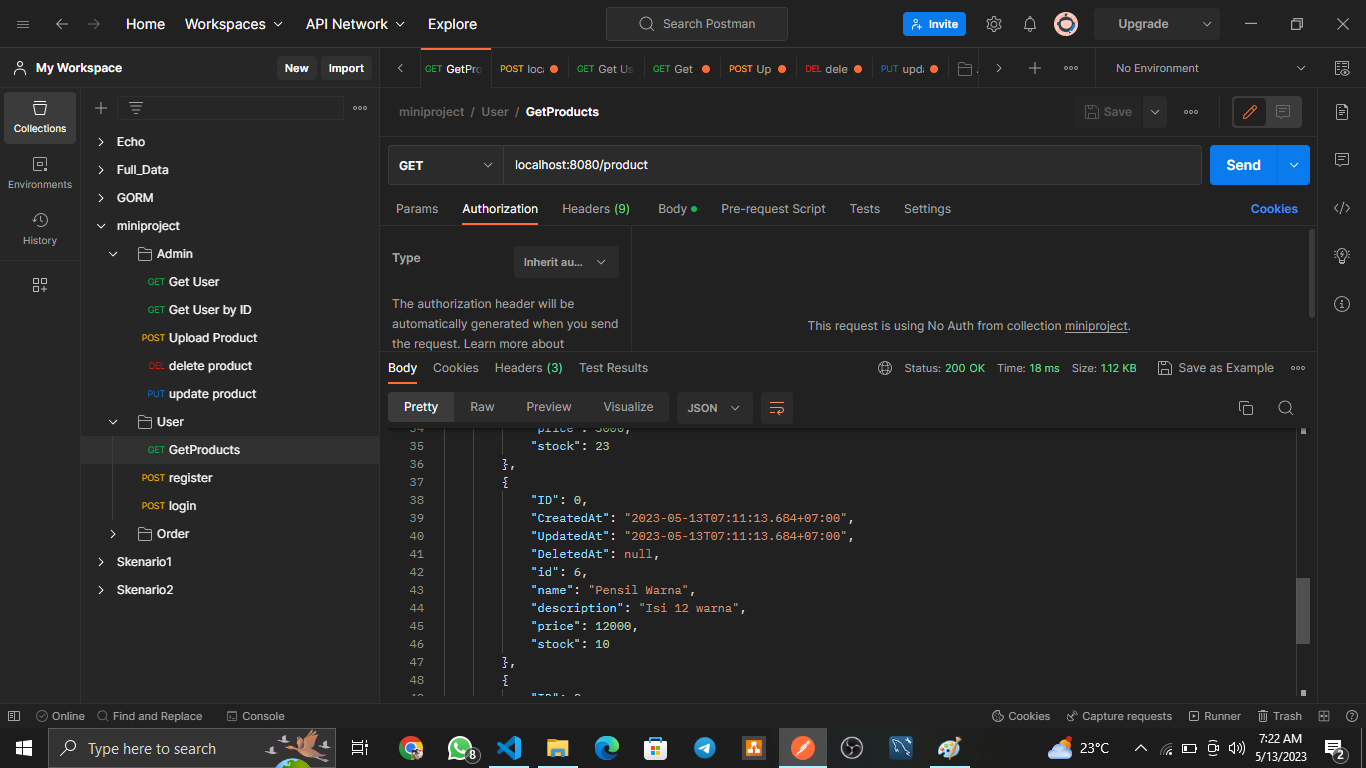 Home Workspaces API Network Explore Search Postman Invite Upgrade
My Workspace New Import GET GetPro POST loca GET Get Us GET Get POST Up DEL dele PUT upda No Environment
miniproject / User / GetProducts Save
Collections
Environments
History
Echo
Full_Data
GORM
miniproject
Admin
GET Get User
GET Get User by ID
POST Upload Product
DEL delete product
PUT update product
User
GET GetProducts
POST register
POST login
Order
Skenario1
Skenario2
GET localhost:8080/product Send
Params Authorization Headers (9) Body Pre-request Script Tests Settings Cookies
Type Inherit au...
The authorization header will be
automatically generated when you send
the request. Learn more about
This request is using No Auth from collection miniproject.
Body Cookies Headers (3) Test Results Status: 200 OK Time: 18 ms Size: 1.12 KB Save as Example
Pretty Raw Preview Visualize JSON
34 "price": 5000,
35 "stock": 23
36 },
37 {
38 "ID": 0,
39 "CreatedAt": "2023-05-13T07:11:13.684+07:00",
40 "UpdatedAt": "2023-05-13T07:11:13.684+07:00",
41 "DeletedAt": null,
42 "id": 6,
43 "name": "Pensil Warna",
44 "description": "Isi 12 warna",
45 "price": 12000,
46 "stock": 10
47 },
48 {
Online Find and Replace Console Cookies Capture requests Runner Trash
Type here to search 8 23°C 7:22 AM
5/13/2023 2